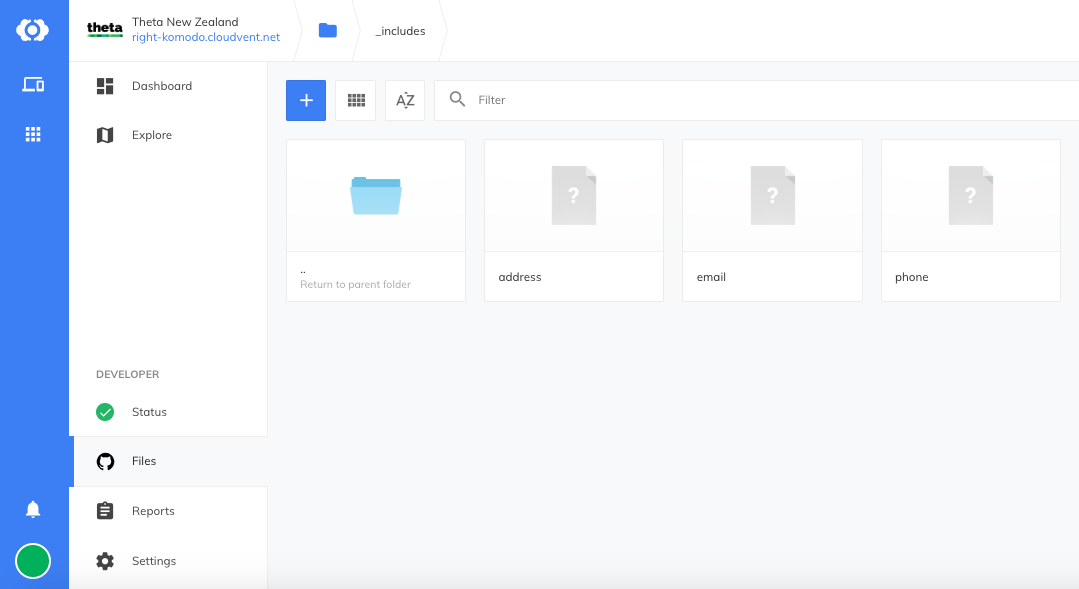 theta
Theta New Zealand
right-komodo.cloudvent.net
_includes
Dashboard
Explore
DEVELOPER
Status
Files
Reports
Settings
+
AZ
Filter
..
Return to parent folder
?
address
?
email
?
phone